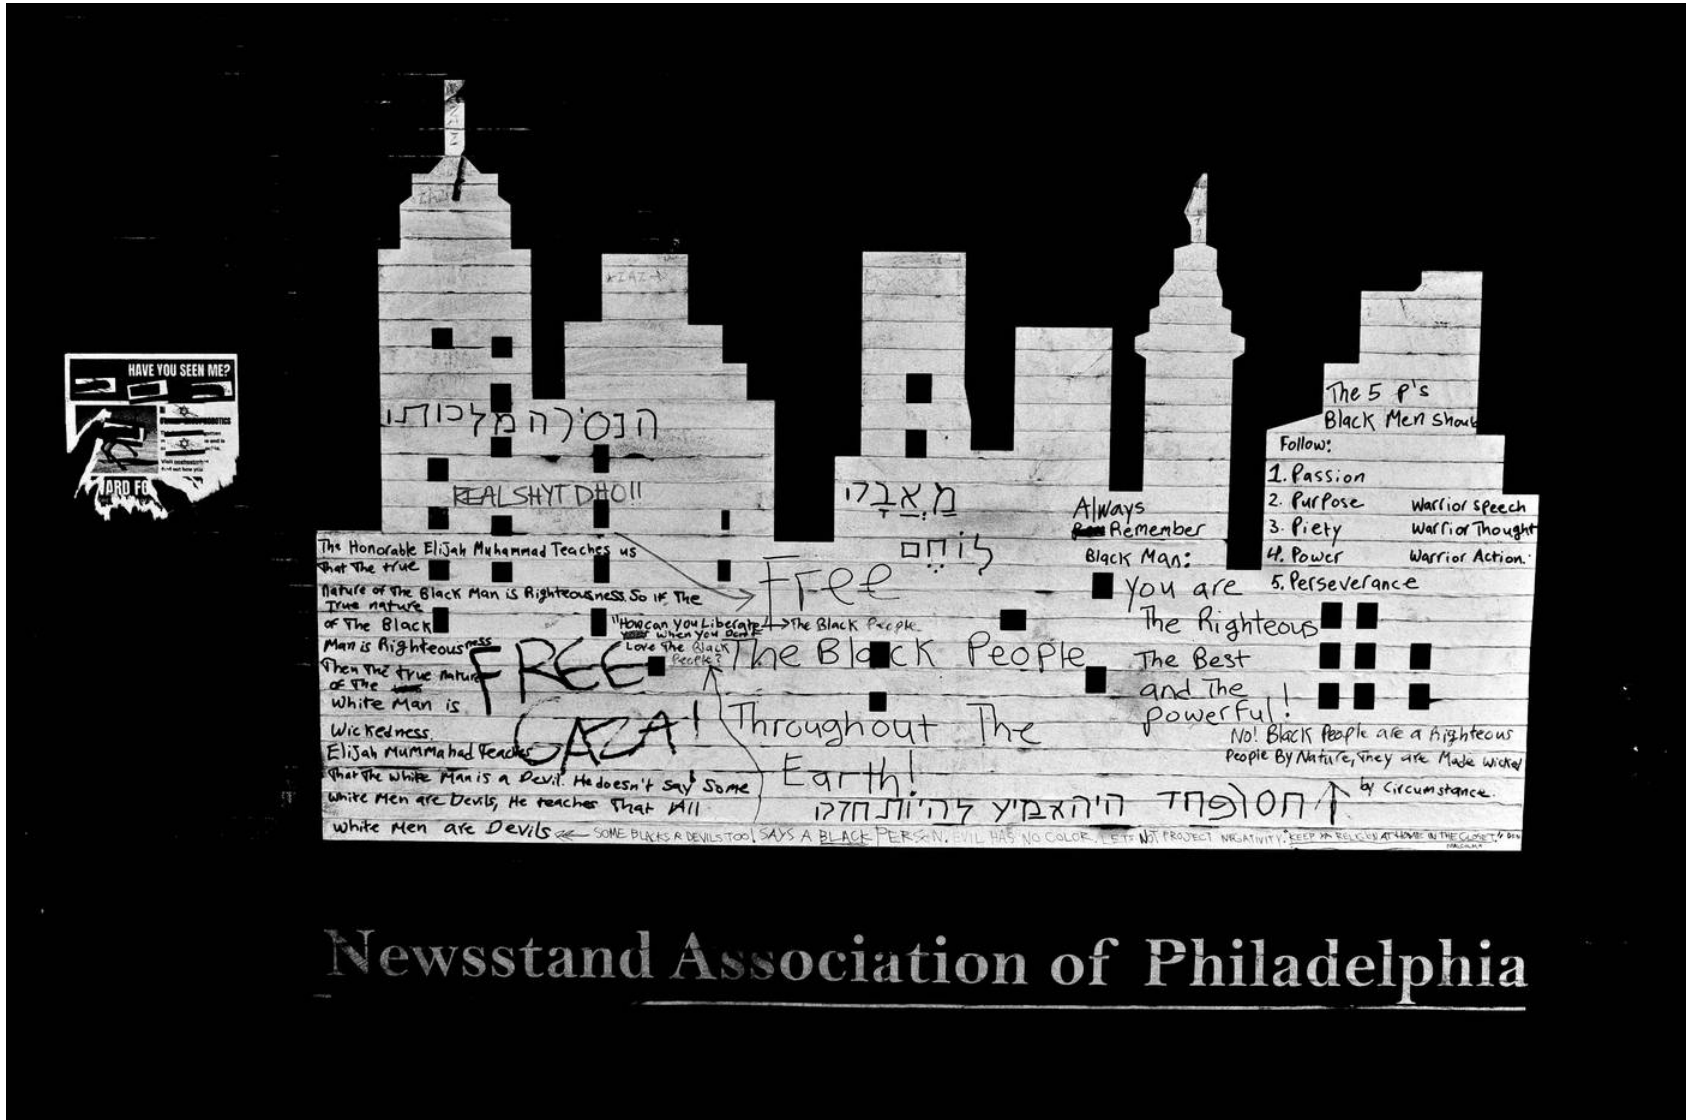 HAVE YOU SEEN ME?
ZAZ
הנסירה מלכותו
REAL SHYT DHO!!
The Honorable Elijah Muhammad Teaches us
That The true
Nature of The Black Man is Righteousness. So if The
True nature
of The Black
Man is Righteousness
Then The True nature
of The
White Man is
Wickedness.
Elijah Mummahad Teaches
That The White Man is a Devil. He doesn't say Some
White Men are Devils, He teaches That All
White Men are Devils
SOME BLACKS R DEVILS TOO! SAYS A BLACK PERSON. EVIL HAS NO COLOR. LETS NOT PROJECT NEGATIVITY. "KEEP YA RELIGION AT HOME IN THE CLOSET."
FREE
GAZA!
"How can you Liberate → The Black People
when you Don't
Love The Black
People?
מאבקו
לוחם
Free
The Black People
Throughout The
Earth!
Always
Remember
Black Man:
you are
The Righteous
The Best
and The
powerful!
The 5 P's
Black Men Should
Follow:
1. Passion
2. Purpose Warrior Speech
3. Piety Warrior Thought
4. Power Warrior Action.
5. Perseverance
No! Black People are a Righteous
People By Nature, They are Made Wicked
by Circumstance.
Newsstand Association of Philadelphia